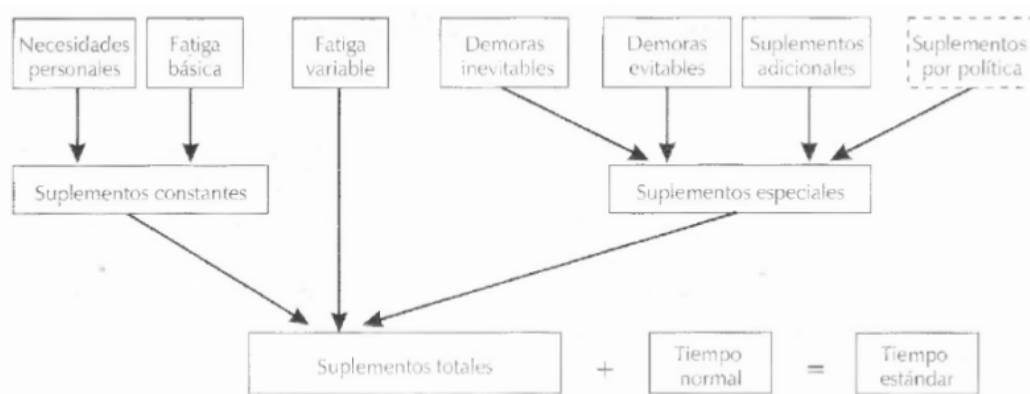 Necesidades
personales
Fatiga
básica
Fatiga
variable
Demoras
inevitables
Demoras
evitables
Suplementos
adicionales
Suplementos
por política
Suplementos constantes
Suplementos especiales
Suplementos totales
+
Tiempo
normal
=
Tiempo
estándar